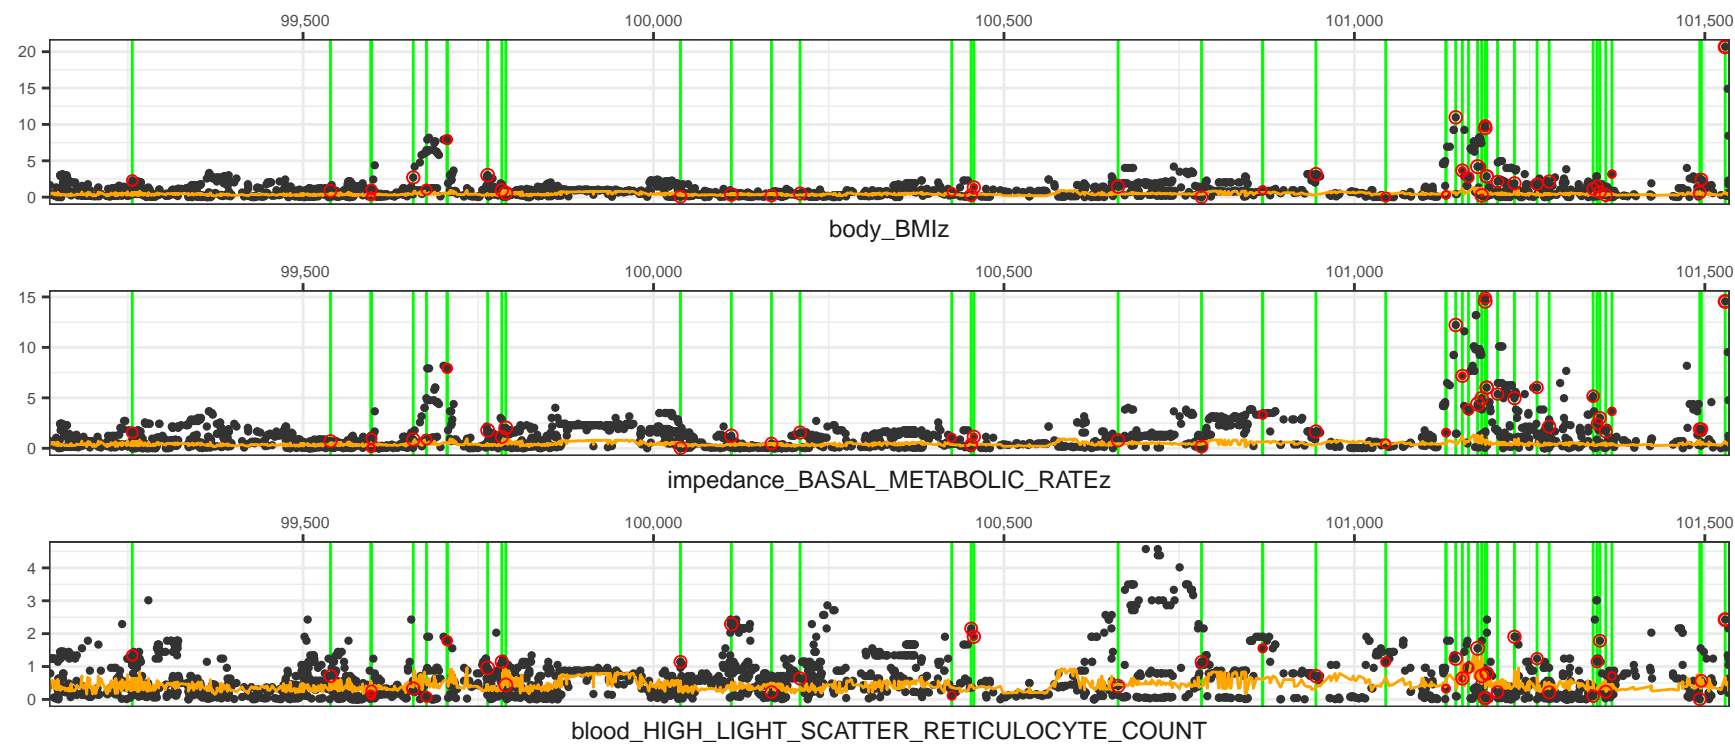 99,500 100,000 100,500 101,000 101,500
20
15
10
5
0
body_BMIz
99,500 100,000 100,500 101,000 101,500
15
10
5
0
impedance_BASAL_METABOLIC_RATEz
99,500 100,000 100,500 101,000 101,500
4
3
2
1
0
blood_HIGH_LIGHT_SCATTER_RETICULOCYTE_COUNT